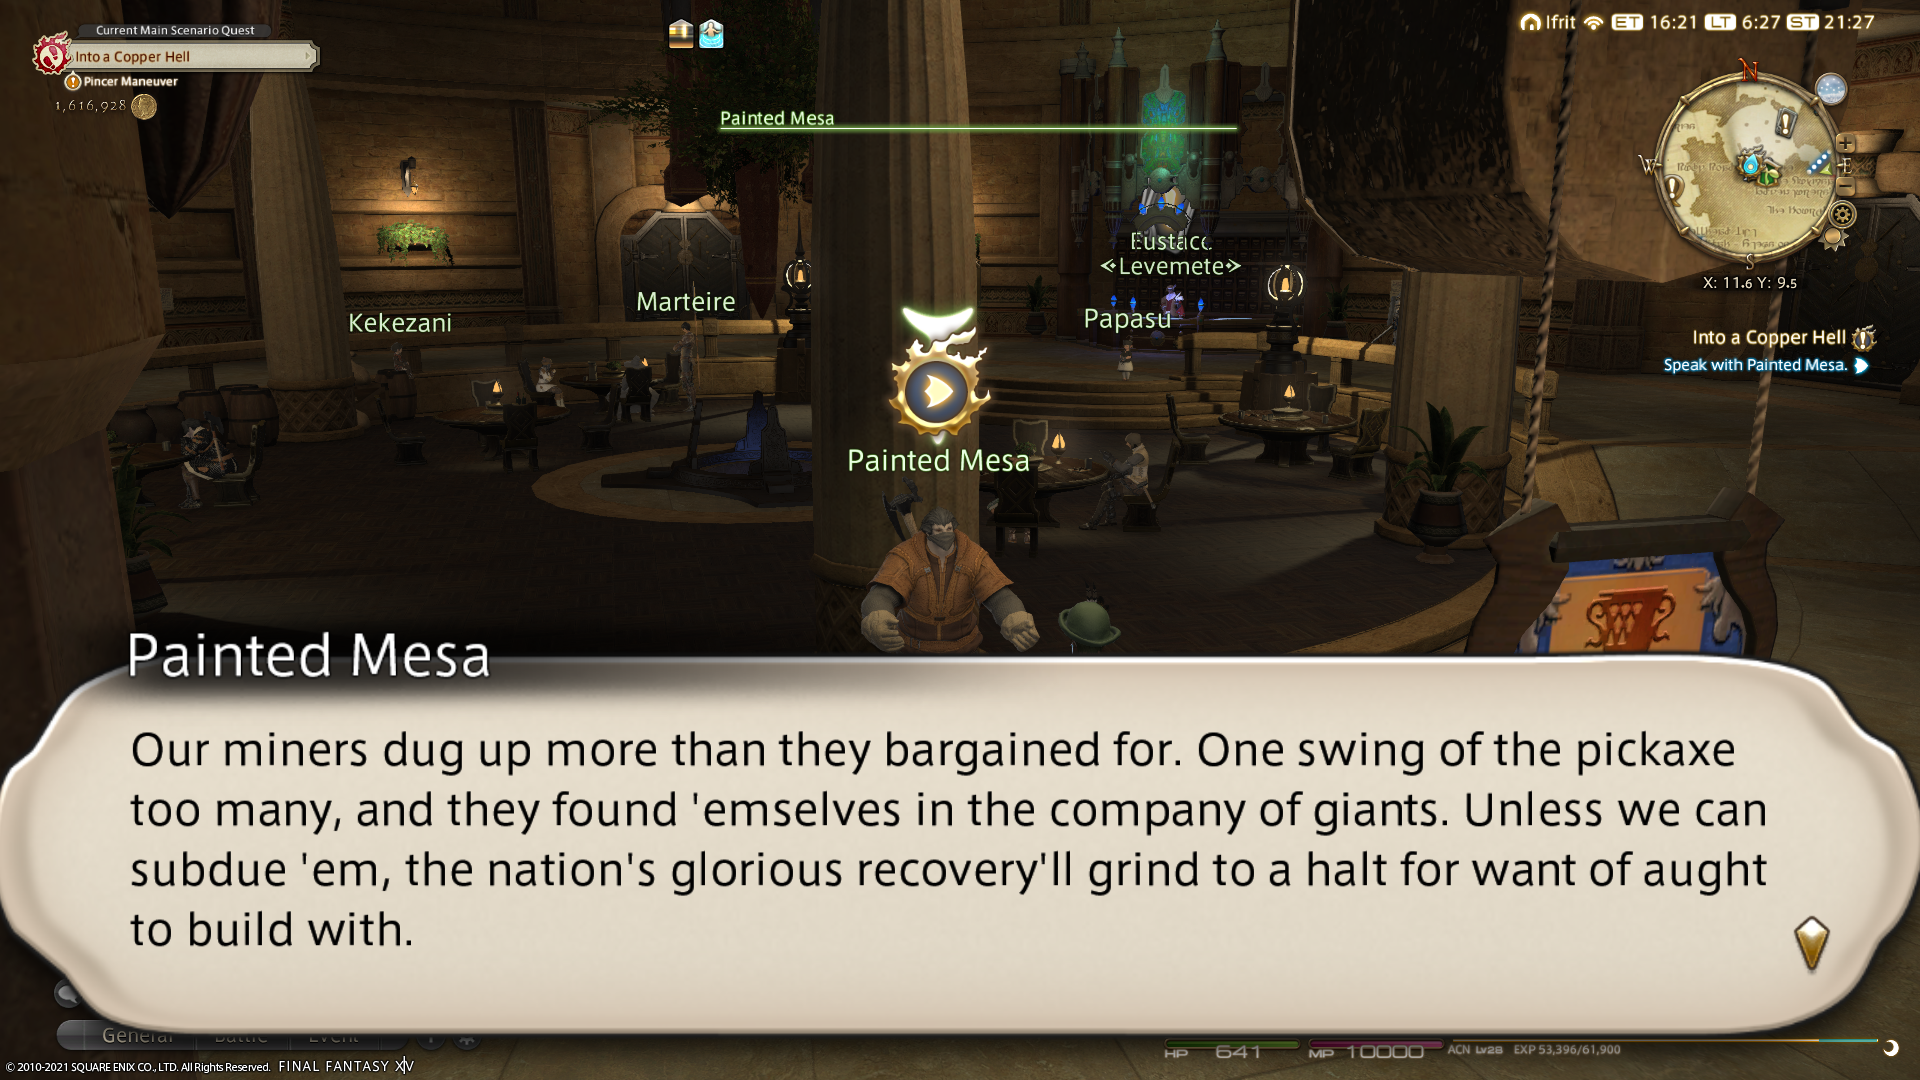 Current Main Scenario Quest
Into a Copper Hell
Pincer Maneuver
1,616,928
Ifrit ET 16:21 LT 6:27 ST 21:27
N
W
E
S
X: 11.6 Y: 9.5
Into a Copper Hell
Speak with Painted Mesa.
Painted Mesa
Eustace
Levemete
Marteire
Papasu
Kekezani
Painted Mesa
Painted Mesa
Our miners dug up more than they bargained for. One swing of the pickaxe
too many, and they found 'emselves in the company of giants. Unless we can
subdue 'em, the nation's glorious recovery'll grind to a halt for want of aught
to build with.
General Battle Event
HP 641 MP 10000 ACN Lv28 EXP 53,396/61,900
© 2010-2021 SQUARE ENIX CO., LTD. All Rights Reserved. FINAL FANTASY XIV